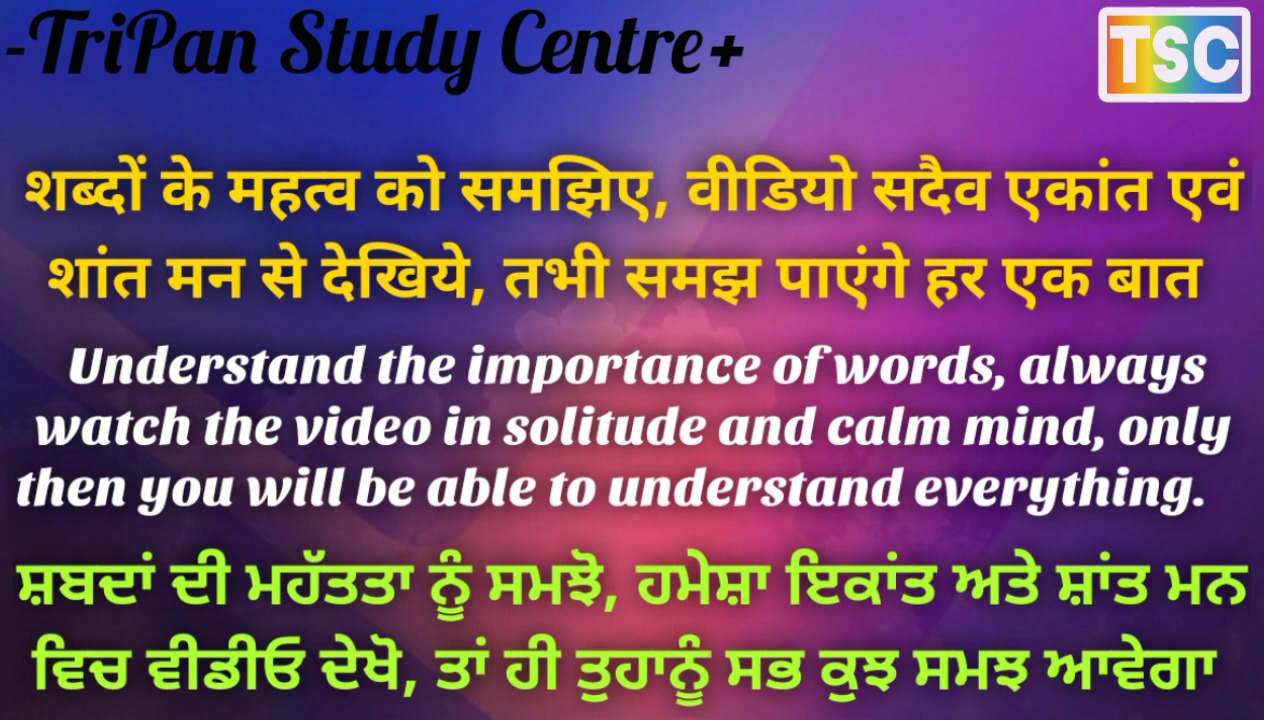 -TriPan Study Centre+
TSC
शब्दों के महत्व को समझिए, वीडियो सदैव एकांत एवं
शांत मन से देखिये, तभी समझ पाएंगे हर एक बात
Understand the importance of words, always
watch the video in solitude and calm mind, only
then you will be able to understand everything.
ਸ਼ਬਦਾਂ ਦੀ ਮਹੱਤਤਾ ਨੂੰ ਸਮਝੋ, ਹਮੇਸ਼ਾ ਇਕਾਂਤ ਅਤੇ ਸ਼ਾਂਤ ਮਨ
ਵਿਚ ਵੀਡੀਓ ਦੇਖੋ, ਤਾਂ ਹੀ ਤੁਹਾਨੂੰ ਸਭ ਕੁਝ ਸਮਝ ਆਵੇਗਾ